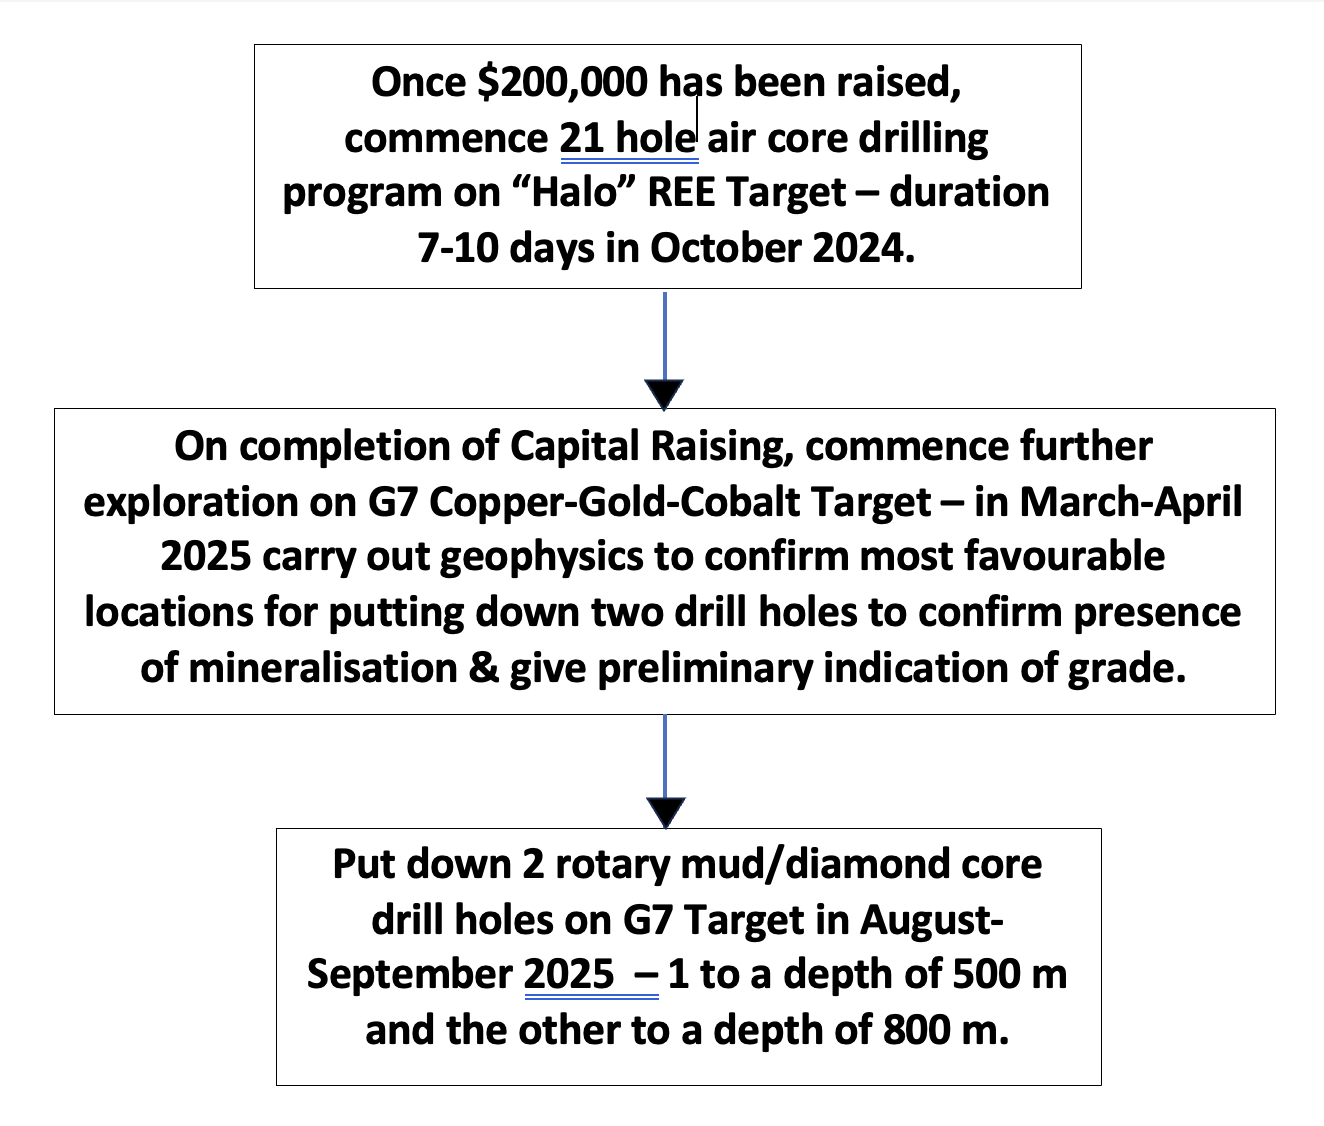 Once $200,000 has been raised,
commence 21 hole air core drilling
program on “Halo” REE Target – duration
7-10 days in October 2024.
On completion of Capital Raising, commence further
exploration on G7 Copper-Gold-Cobalt Target – in March-April
2025 carry out geophysics to confirm most favourable
locations for putting down two drill holes to confirm presence
of mineralisation & give preliminary indication of grade.
Put down 2 rotary mud/diamond core
drill holes on G7 Target in August-
September 2025  – 1 to a depth of 500 m
and the other to a depth of 800 m.